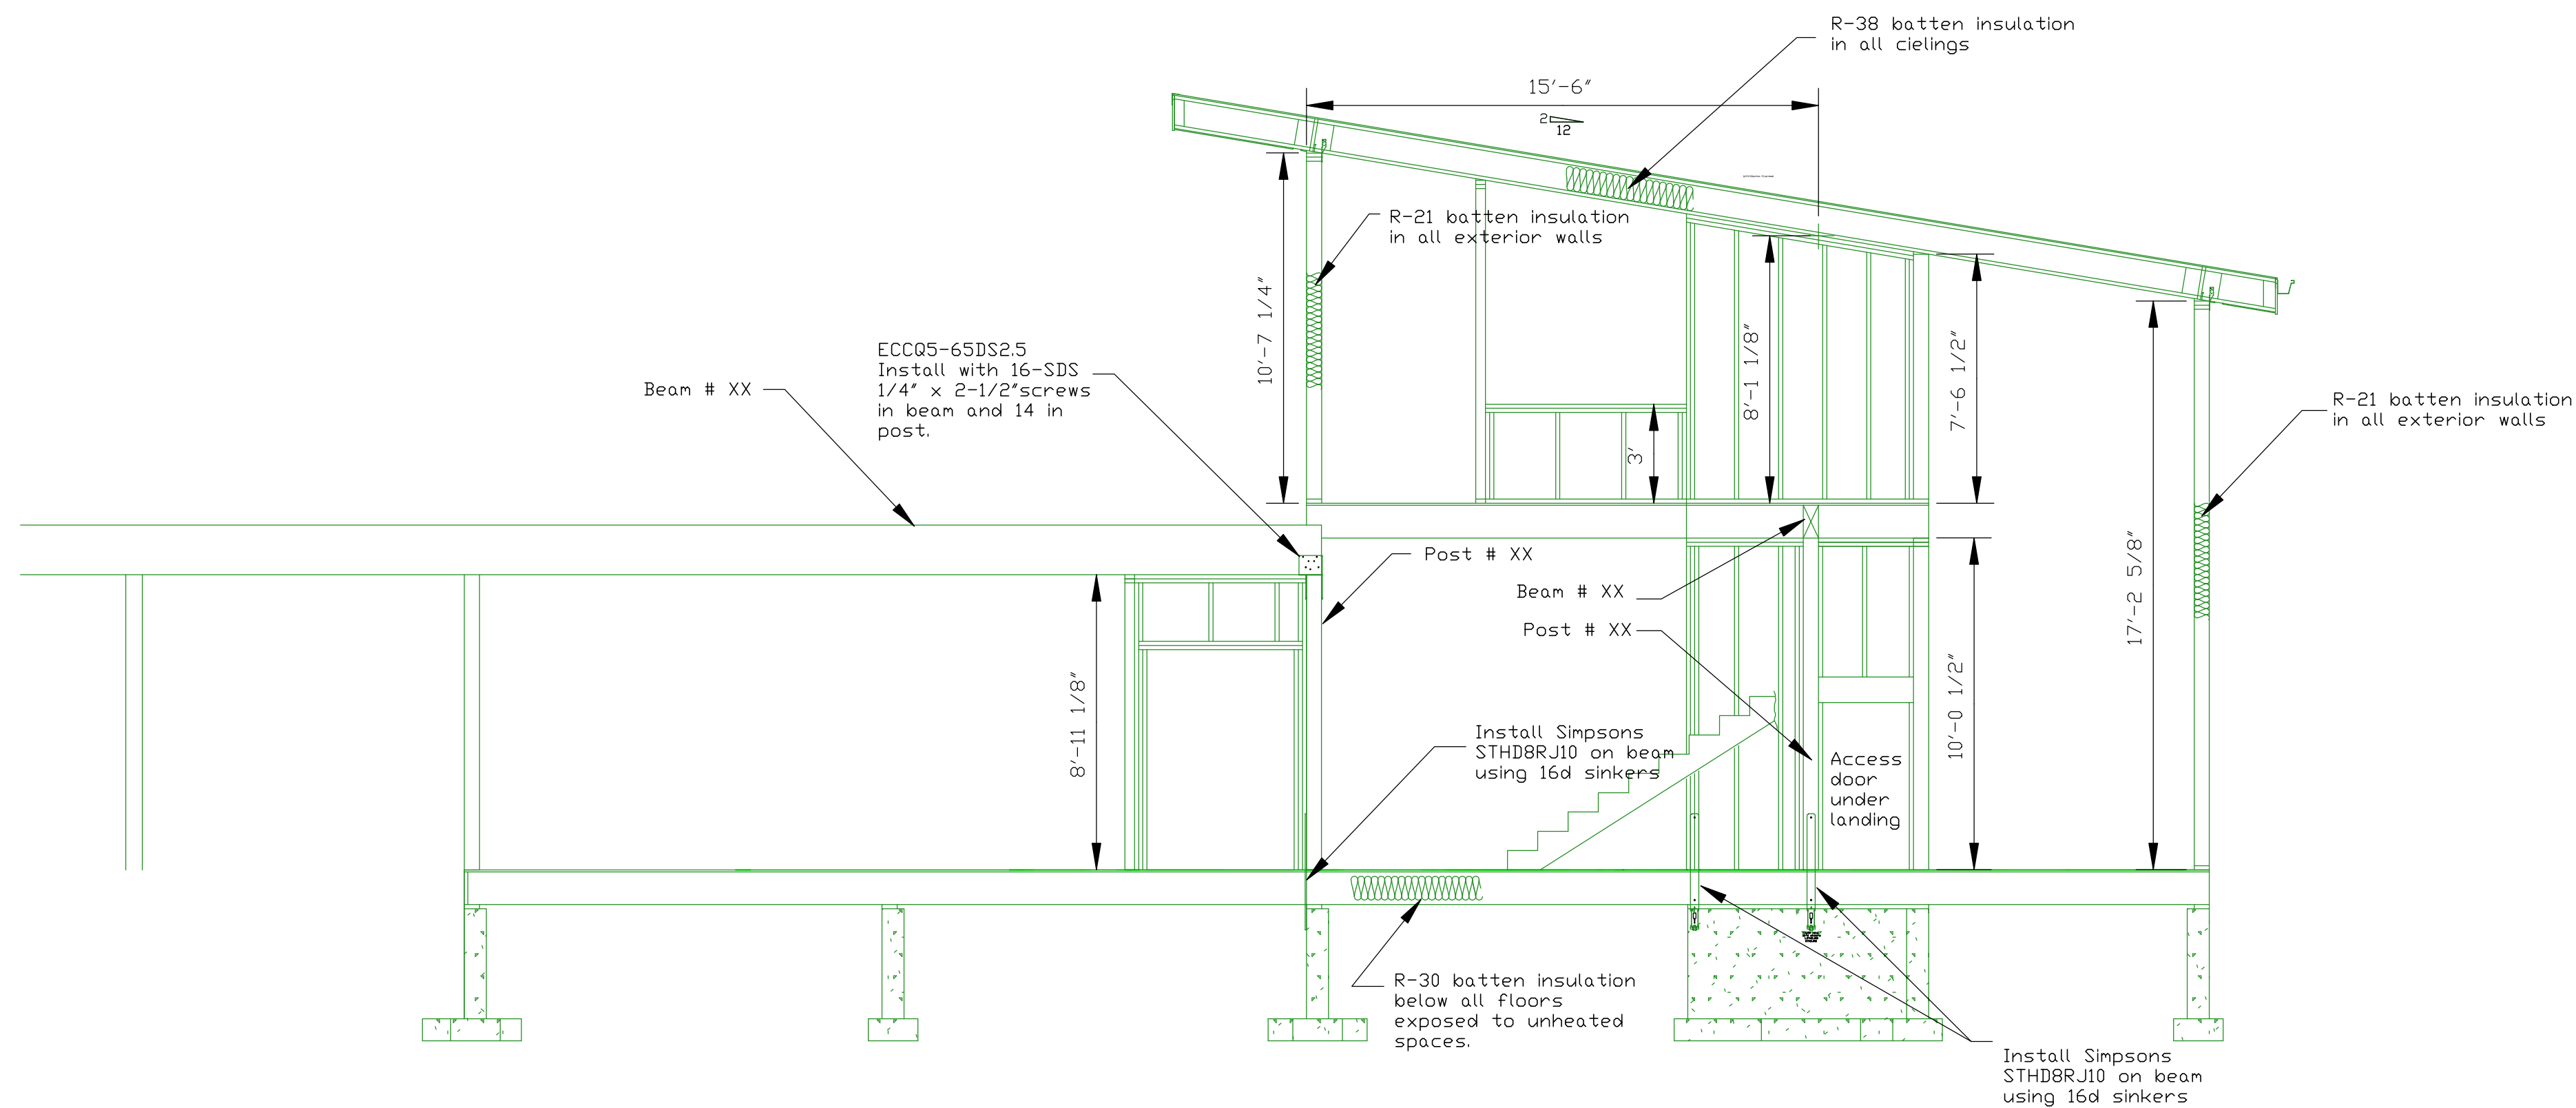 R-38 batten insulation
in all cielings
15'-6"
2
12
R-21 batten insulation
in all exterior walls
10'-7 1/4"
8'-1 1/8"
7'-6 1/2"
3'
ECCQ5-65DS2.5
Install with 16-SDS
1/4" x 2-1/2"screws
in beam and 14 in
post.
Beam # XX
R-21 batten insulation
in all exterior walls
Post # XX
Beam # XX
Post # XX
17'-2 5/8"
8'-11 1/8"
10'-0 1/2"
Install Simpsons
STHD8RJ10 on beam
using 16d sinkers
Access
door
under
landing
R-30 batten insulation
below all floors
exposed to unheated
spaces.
Install Simpsons
STHD8RJ10 on beam
using 16d sinkers